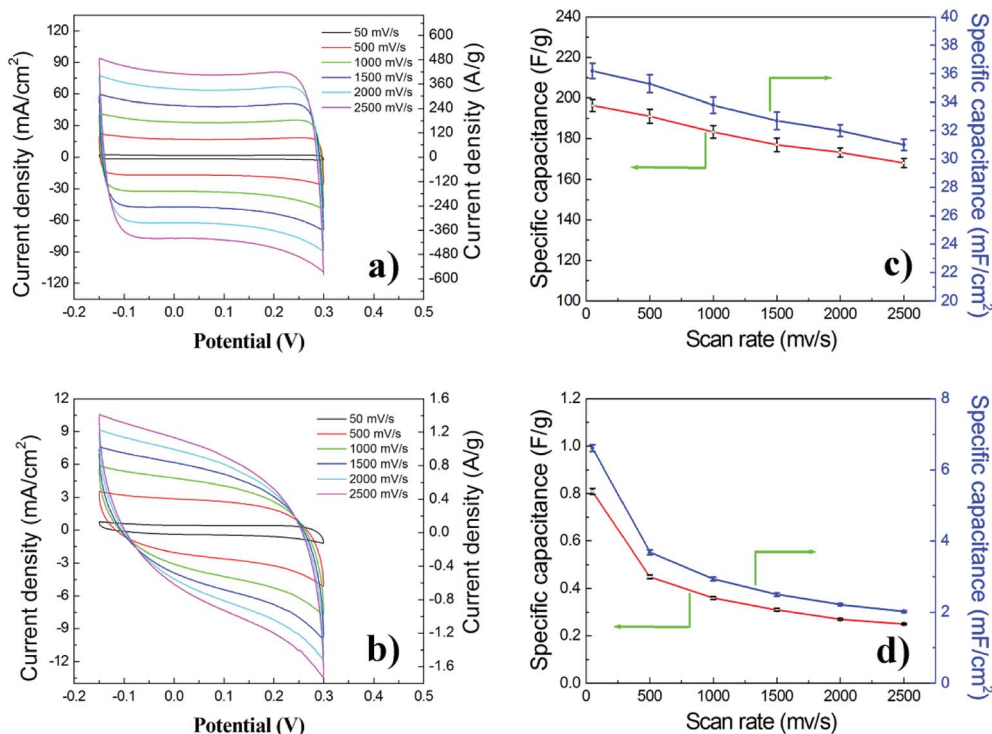 120
90
60
30
0
-30
-60
-90
-120
Current density (mA/cm²)
600
480
360
240
120
0
-120
-240
-360
-480
-600
Current density (A/g)
50 mV/s
500 mV/s
1000 mV/s
1500 mV/s
2000 mV/s
2500 mV/s
a)
-0.2 -0.1 0.0 0.1 0.2 0.3 0.4 0.5
Potential (V)
240
220
200
180
160
140
120
100
Specific capacitance (F/g)
40
38
36
34
32
30
28
26
24
22
20
Specific capacitance (mF/cm²)
c)
0 500 1000 1500 2000 2500
Scan rate (mv/s)
12
9
6
3
0
-3
-6
-9
-12
Current density (mA/cm²)
1.6
1.2
0.8
0.4
0.0
-0.4
-0.8
-1.2
-1.6
Current density (A/g)
50 mV/s
500 mV/s
1000 mV/s
1500 mV/s
2000 mV/s
2500 mV/s
b)
-0.2 -0.1 0.0 0.1 0.2 0.3 0.4 0.5
Potential (V)
1.2
1.0
0.8
0.6
0.4
0.2
0.0
Specific capacitance (F/g)
8
6
4
2
0
Specific capacitance (mF/cm²)
d)
0 500 1000 1500 2000 2500
Scan rate (mv/s)